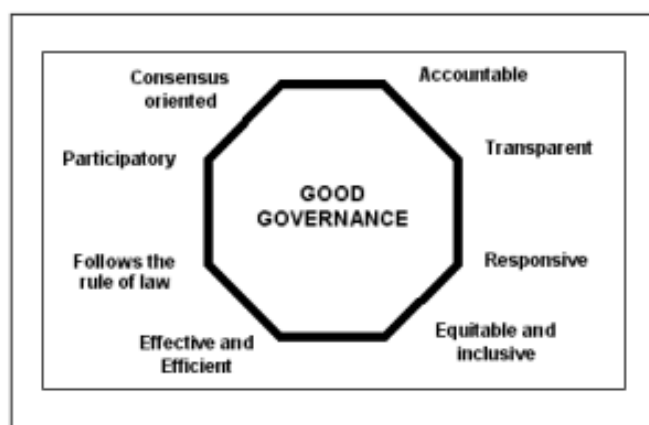 Consensus
oriented
Accountable
Participatory
Transparent
GOOD
GOVERNANCE
Follows the
rule of law
Responsive
Effective and
Efficient
Equitable and
inclusive